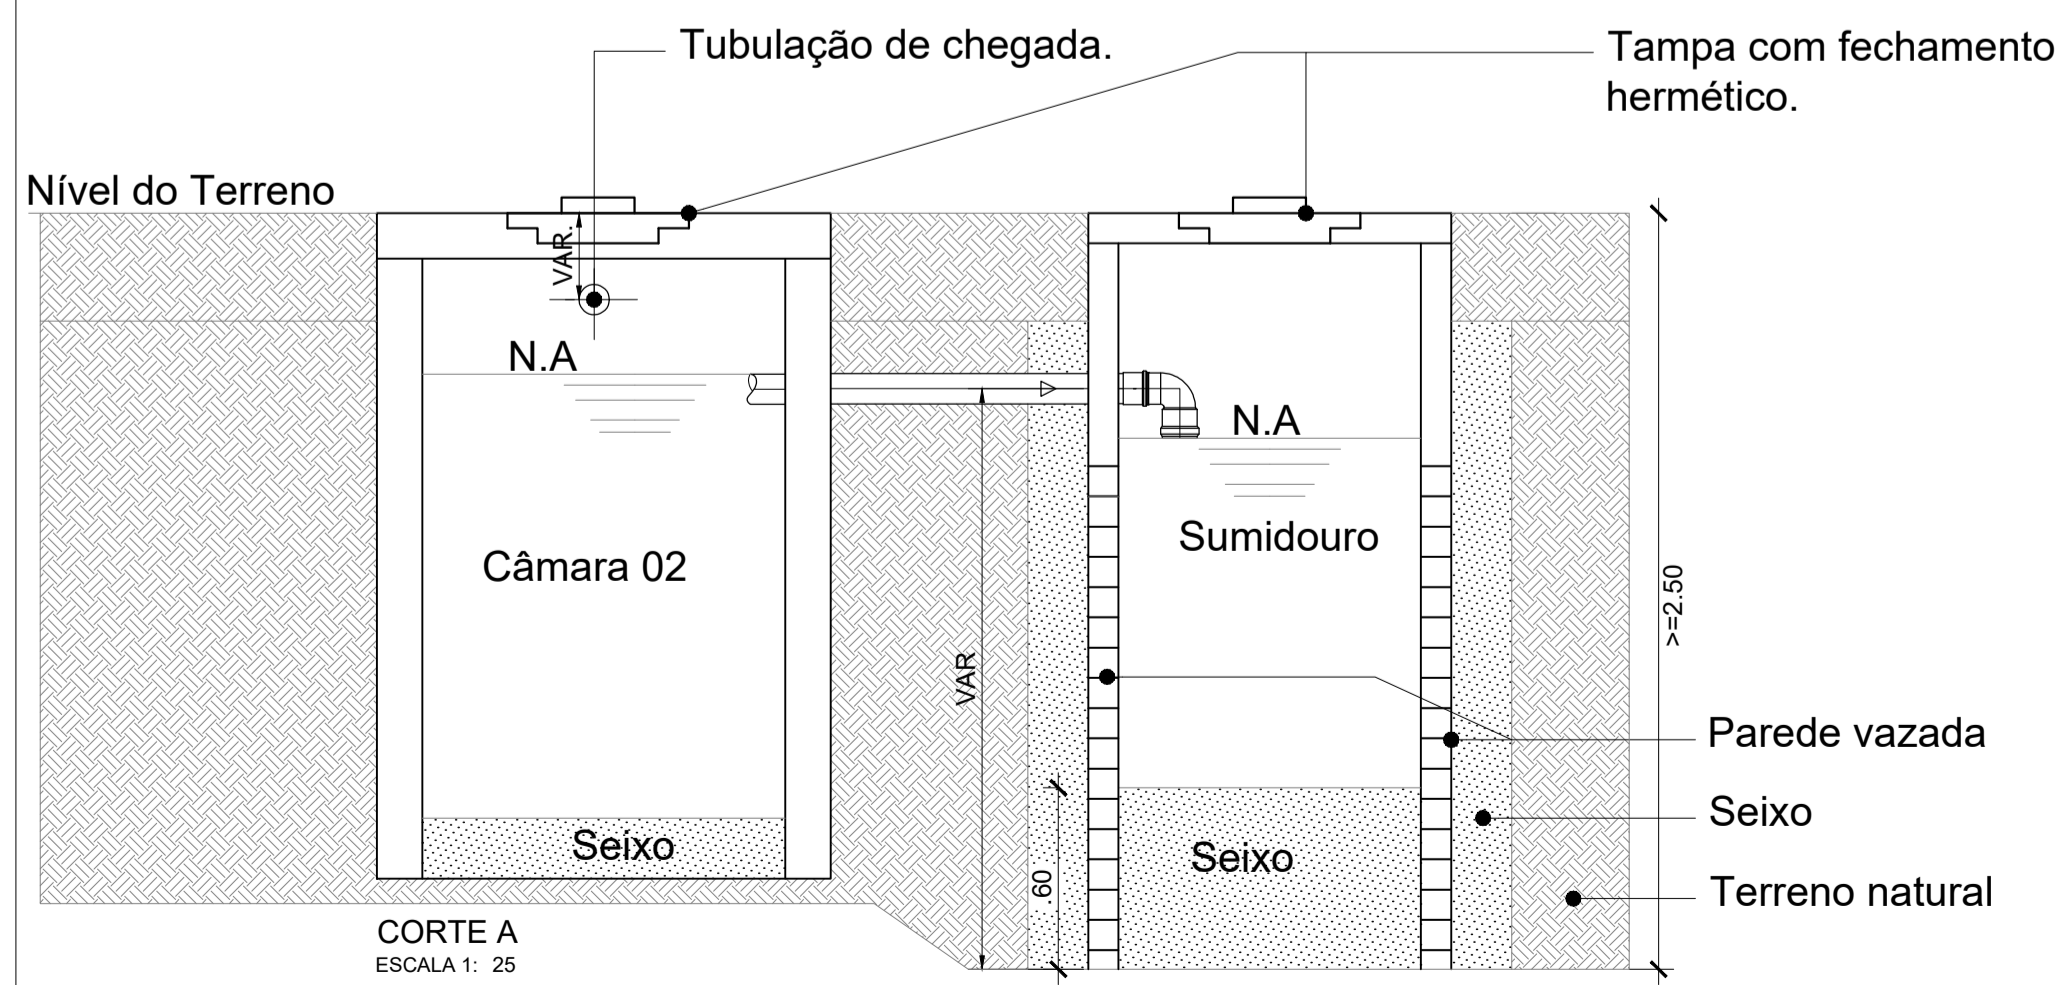 Tubulação de chegada.
Tampa com fechamento
hermético.
Nível do Terreno
VAR.
N.A
N.A
Sumidouro
Câmara 02
>=2.50
VAR
Parede vazada
Seixo
Seixo
Seixo
.60
Terreno natural
CORTE A
ESCALA 1: 25